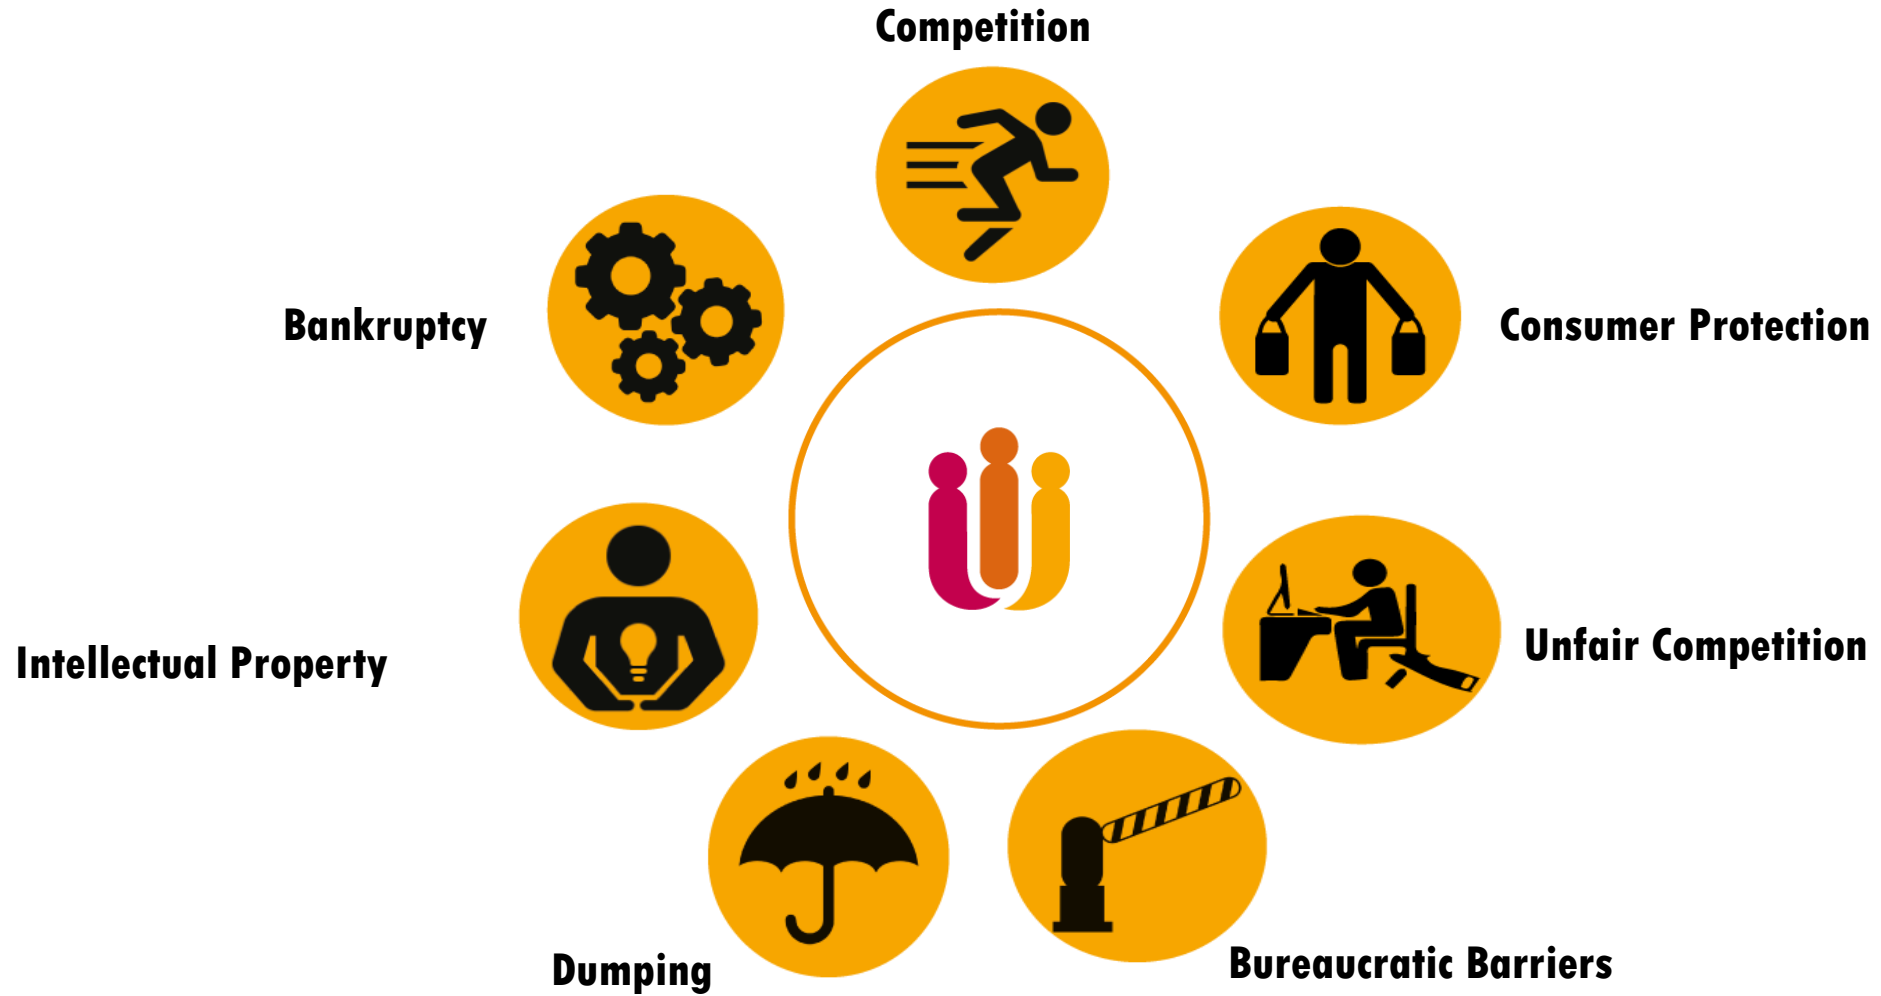 Competition
Bankruptcy
Consumer Protection
Intellectual Property
Unfair Competition
Dumping
Bureaucratic Barriers